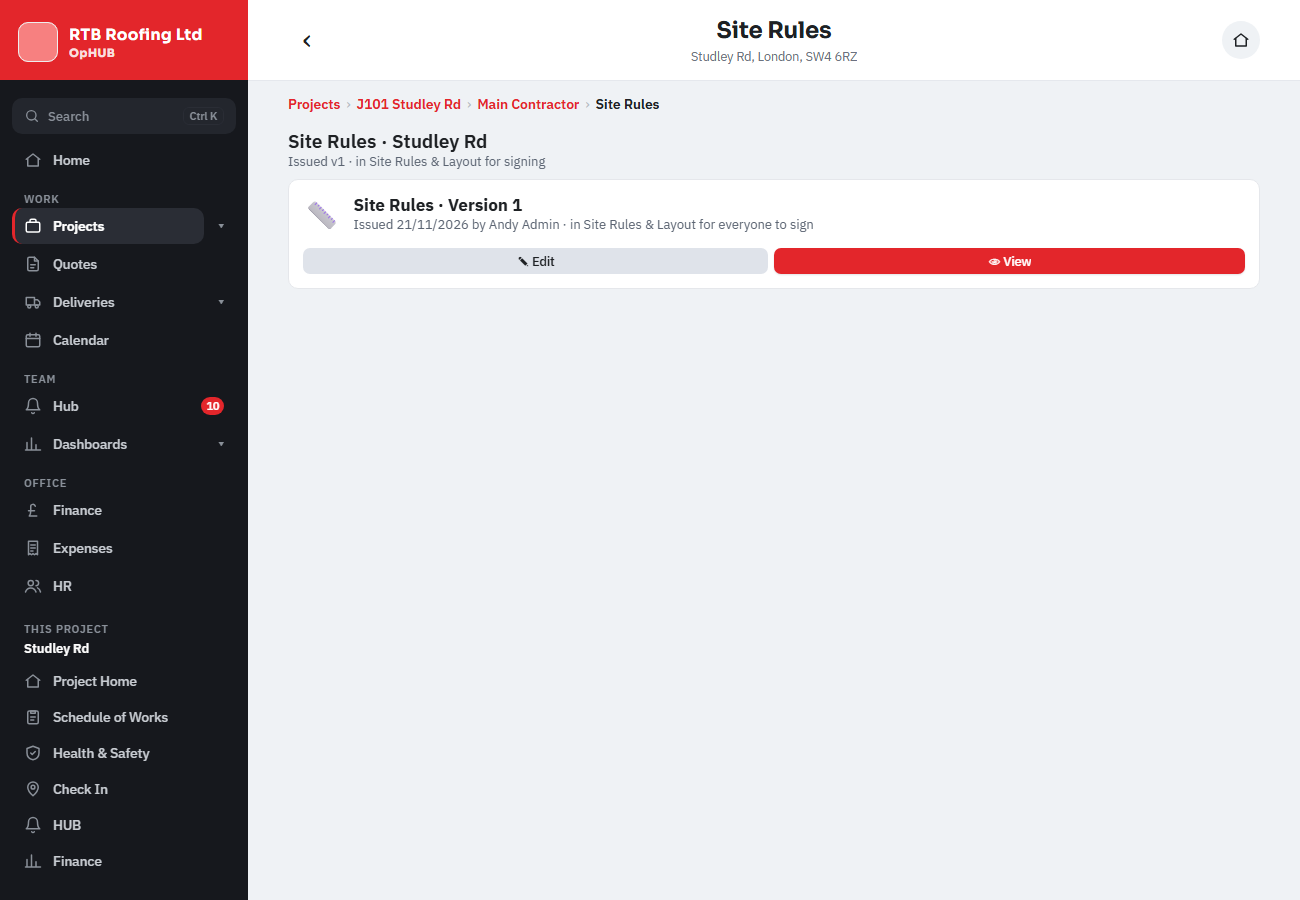 RTB Roofing Ltd
OpHUB
Search Ctrl K
Home
WORK
Projects
Quotes
Deliveries
Calendar
TEAM
Hub 10
Dashboards
OFFICE
Finance
Expenses
HR
THIS PROJECT
Studley Rd
Project Home
Schedule of Works
Health & Safety
Check In
HUB
Finance
Site Rules
Studley Rd, London, SW4 6RZ
Projects › J101 Studley Rd › Main Contractor › Site Rules
Site Rules · Studley Rd
Issued v1 · in Site Rules & Layout for signing
Site Rules · Version 1
Issued 21/11/2026 by Andy Admin · in Site Rules & Layout for everyone to sign
Edit
View